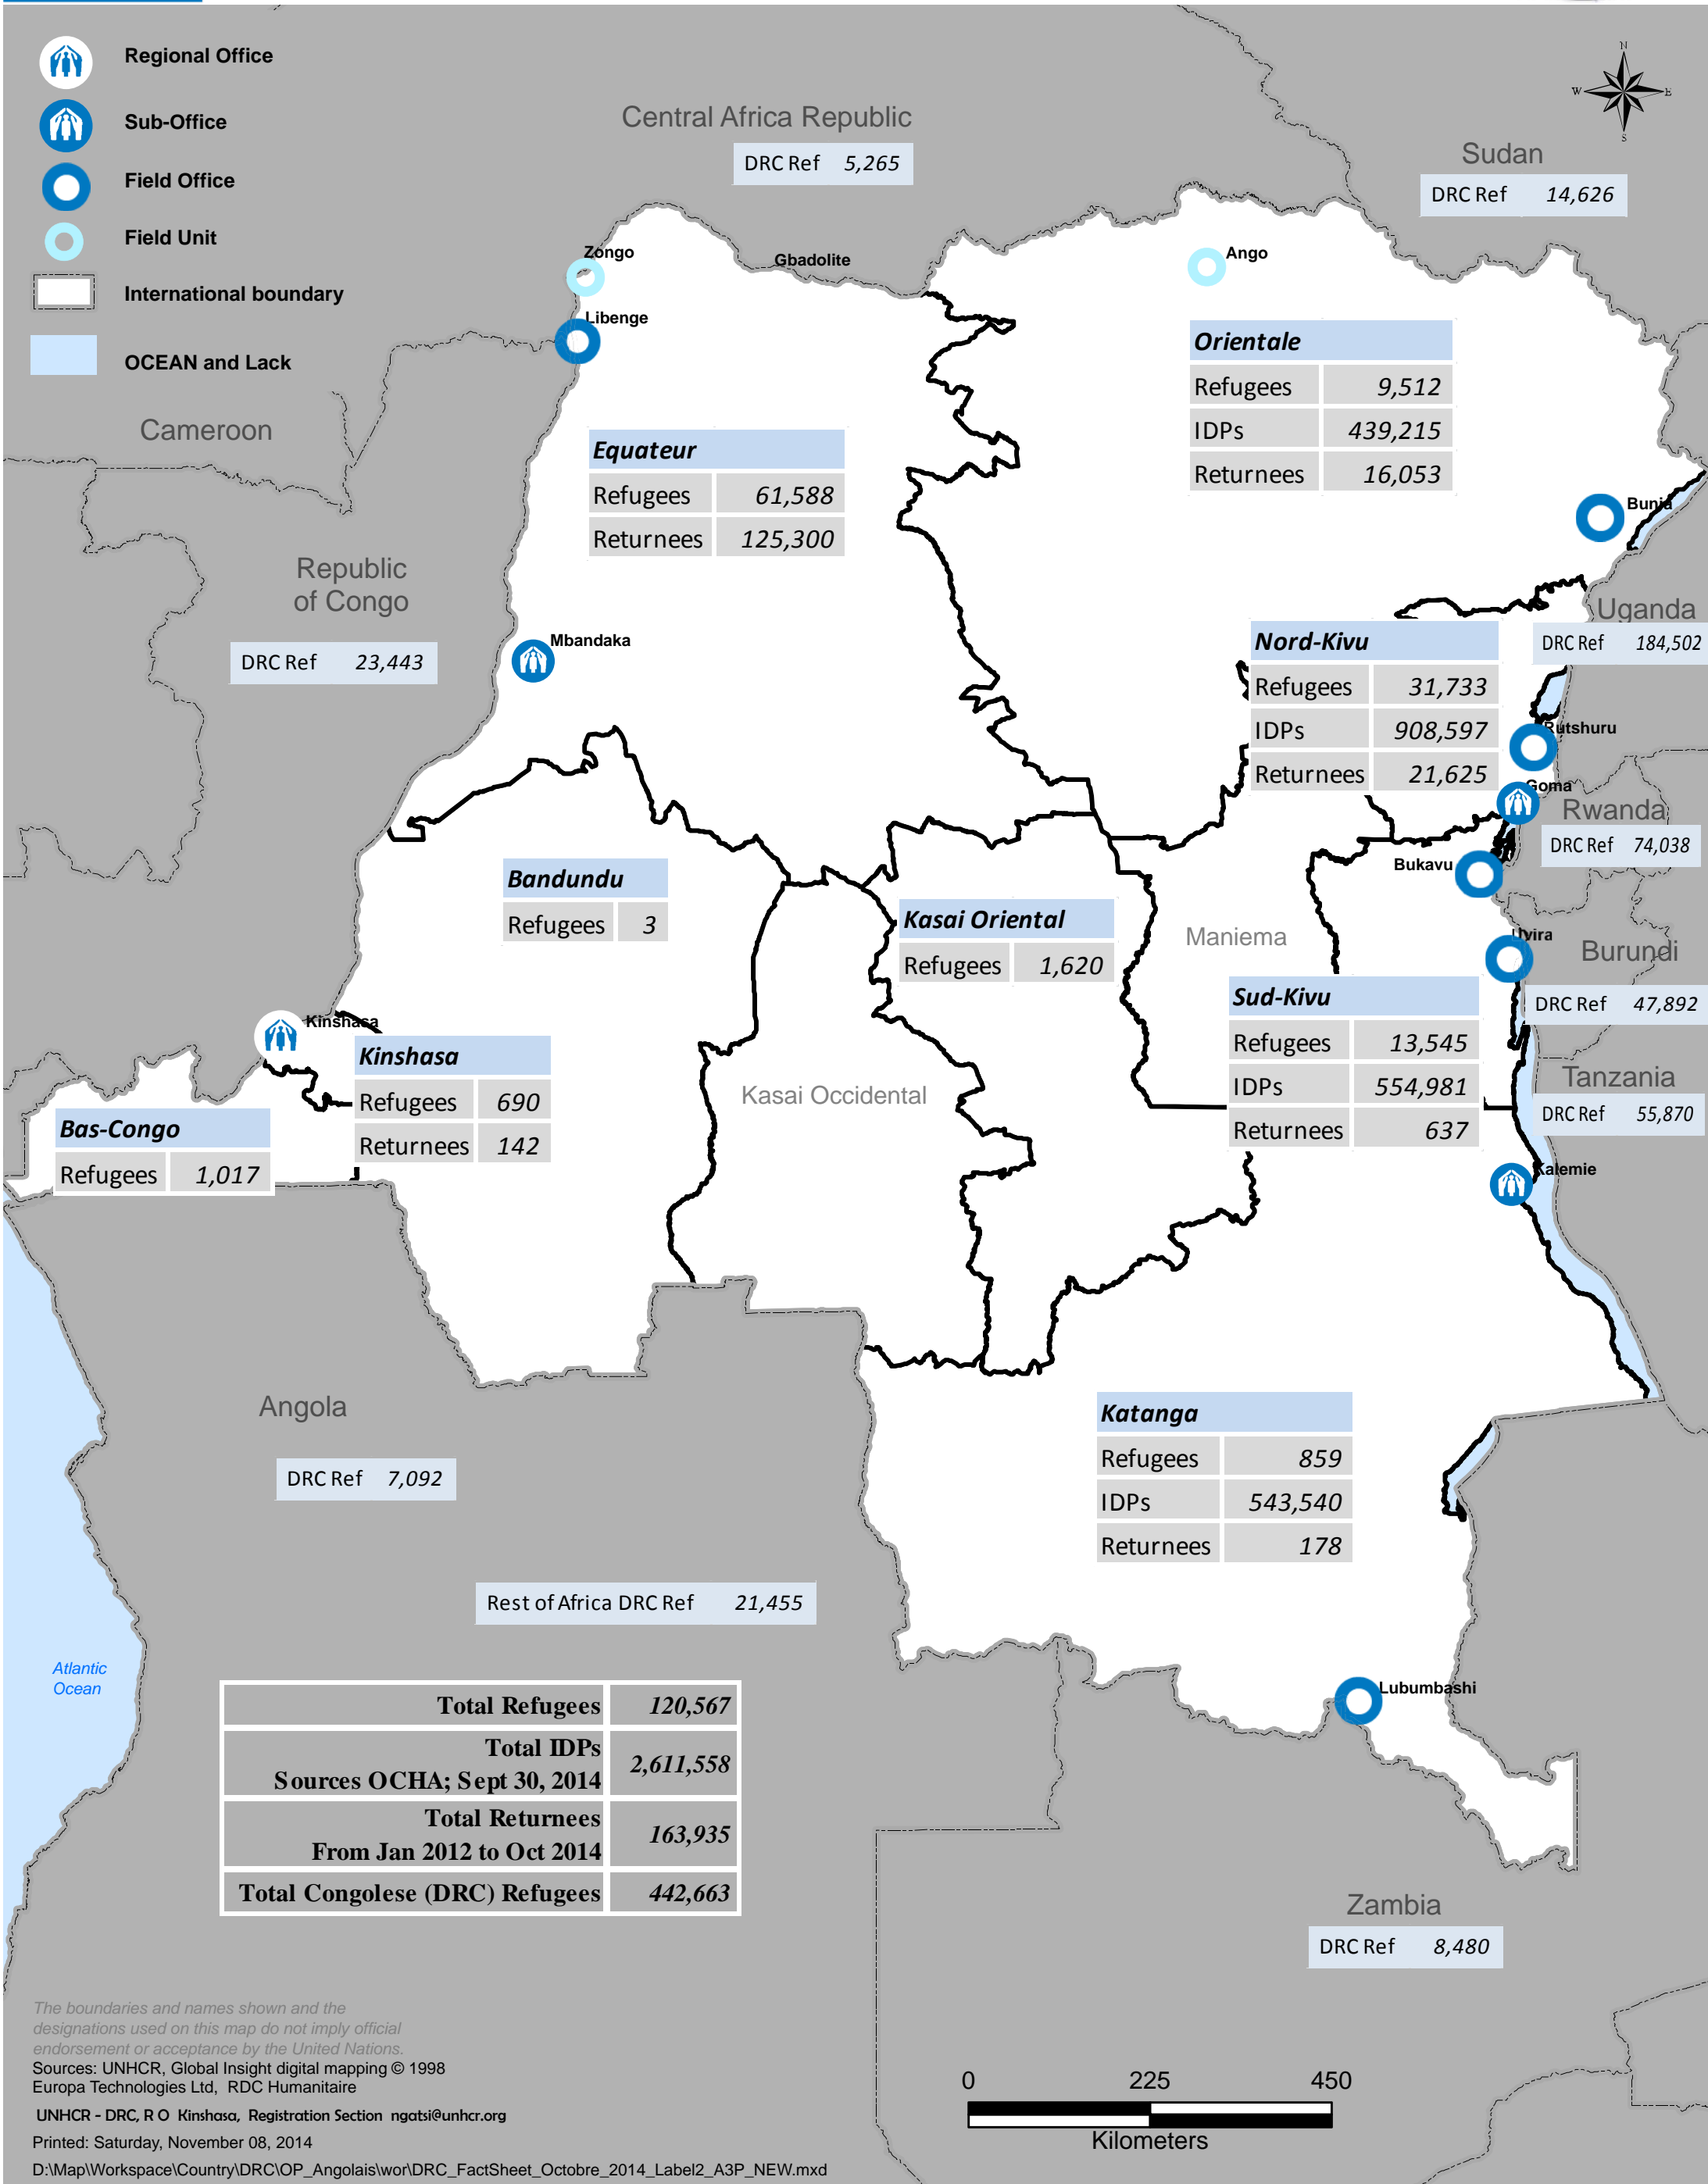 Regional Office
Sub-Office
Field Office
Field Unit
International boundary
OCEAN and Lack
N
W
E
S
Central Africa Republic
DRC Ref 5,265
Sudan
DRC Ref 14,626
Zongo
Gbadolite
Ango
Libenge
Cameroon
Orientale
Refugees 9,512
IDPs 439,215
Returnees 16,053
Equateur
Refugees 61,588
Returnees 125,300
Bunia
Republic
of Congo
DRC Ref 23,443
Mbandaka
Uganda
DRC Ref 184,502
Nord-Kivu
Refugees 31,733
IDPs 908,597
Returnees 21,625
Rutshuru
Goma
Rwanda
DRC Ref 74,038
Bukavu
Bandundu
Refugees 3
Kasai Oriental
Refugees 1,620
Maniema
Uvira
Burundi
DRC Ref 47,892
Sud-Kivu
Refugees 13,545
IDPs 554,981
Returnees 637
Kinshasa
Kinshasa
Refugees 690
Returnees 142
Kasai Occidental
Tanzania
DRC Ref 55,870
Bas-Congo
Refugees 1,017
Kalemie
Angola
DRC Ref 7,092
Katanga
Refugees 859
IDPs 543,540
Returnees 178
Rest of Africa DRC Ref 21,455
Atlantic
Ocean
Lubumbashi
Total Refugees 120,567
Total IDPs
Sources OCHA; Sept 30, 2014 2,611,558
Total Returnees
From Jan 2012 to Oct 2014 163,935
Total Congolese (DRC) Refugees 442,663
Zambia
DRC Ref 8,480
The boundaries and names shown and the
designations used on this map do not imply official
endorsement or acceptance by the United Nations.
Sources: UNHCR, Global Insight digital mapping © 1998
Europa Technologies Ltd, RDC Humanitaire
UNHCR - DRC, R O Kinshasa, Registration Section ngatsi@unhcr.org
Printed: Saturday, November 08, 2014
D:\Map\Workspace\Country\DRC\OP_Angolais\wor\DRC_FactSheet_Octobre_2014_Label2_A3P_NEW.mxd
0 225 450
Kilometers